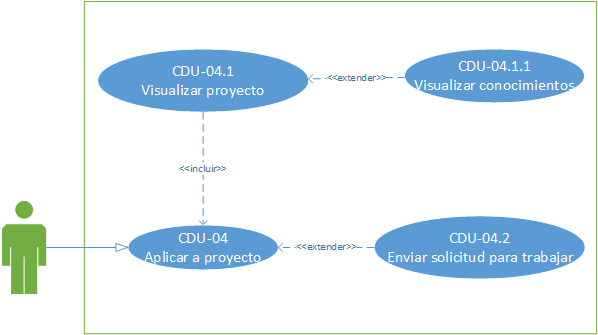 CDU-04.1
Visualizar proyecto
<<extender>>
CDU-04.1.1
Visualizar conocimientos
<<incluir>>
CDU-04
Aplicar a proyecto
<<extender>>
CDU-04.2
Enviar solicitud para trabajar